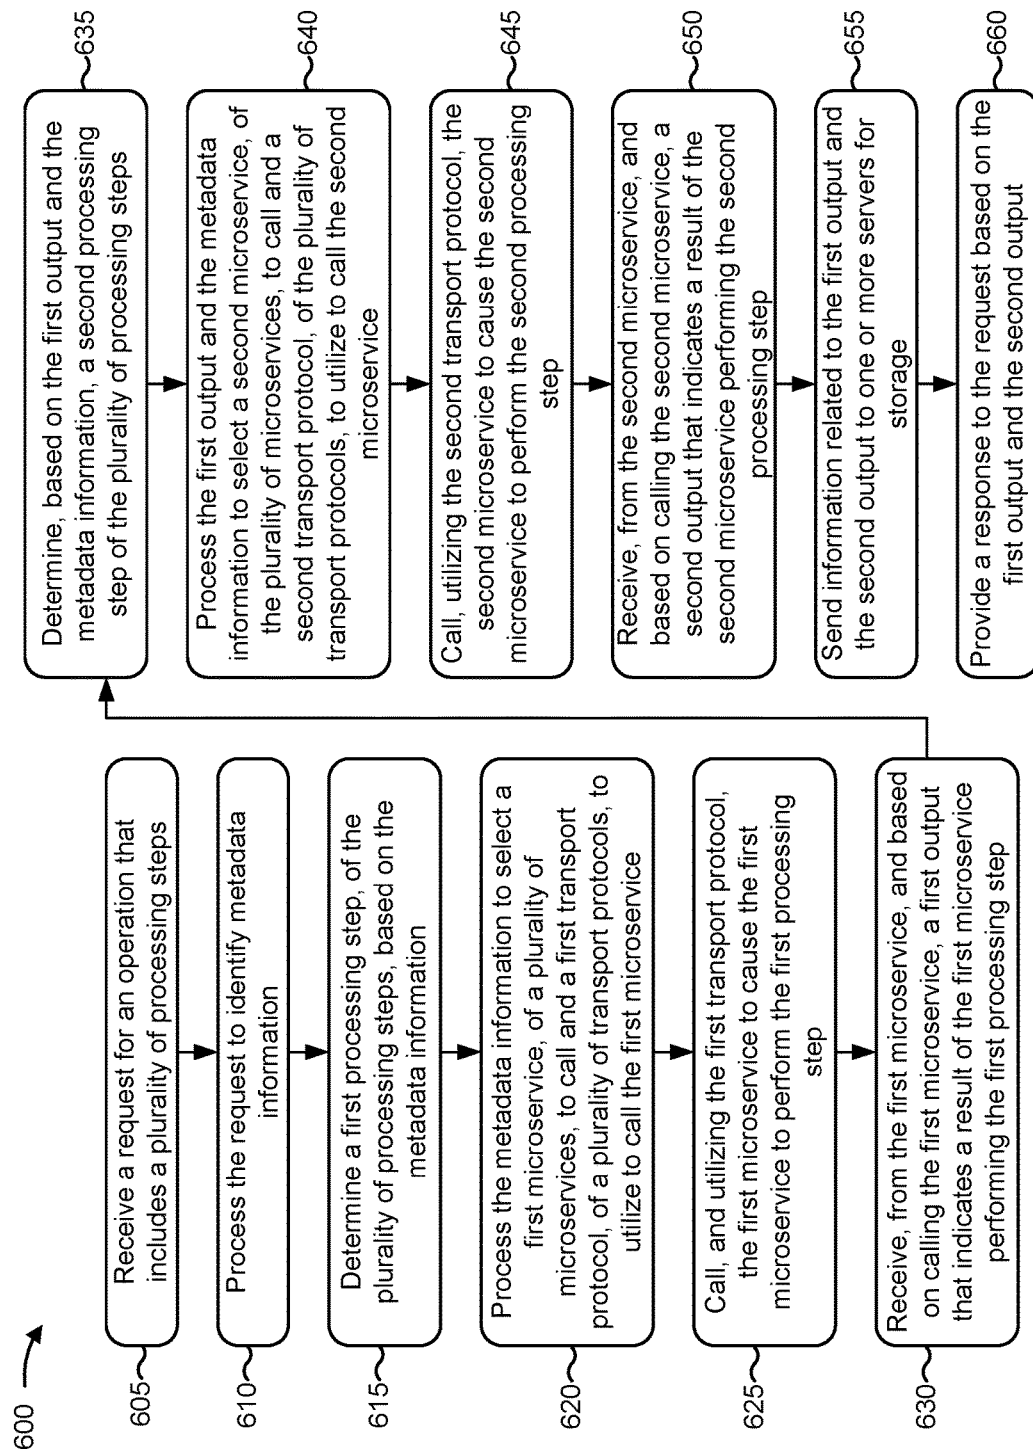 600
605
Receive a request for an operation that
includes a plurality of processing steps
610
Process the request to identify metadata
information
615
Determine a first processing step, of the
plurality of processing steps, based on the
metadata information
620
Process the metadata information to select a
first microservice, of a plurality of
microservices, to call and a first transport
protocol, of a plurality of transport protocols, to
utilize to call the first microservice
625
Call, and utilizing the first transport protocol,
the first microservice to cause the first
microservice to perform the first processing
step
630
Receive, from the first microservice, and based
on calling the first microservice, a first output
that indicates a result of the first microservice
performing the first processing step
635
Determine, based on the first output and the
metadata information, a second processing
step of the plurality of processing steps
640
Process the first output and the metadata
information to select a second microservice, of
the plurality of microservices, to call and a
second transport protocol, of the plurality of
transport protocols, to utilize to call the second
microservice
645
Call, utilizing the second transport protocol, the
second microservice to cause the second
microservice to perform the second processing
step
650
Receive, from the second microservice, and
based on calling the second microservice, a
second output that indicates a result of the
second microservice performing the second
processing step
655
Send information related to the first output and
the second output to one or more servers for
storage
660
Provide a response to the request based on the
first output and the second output